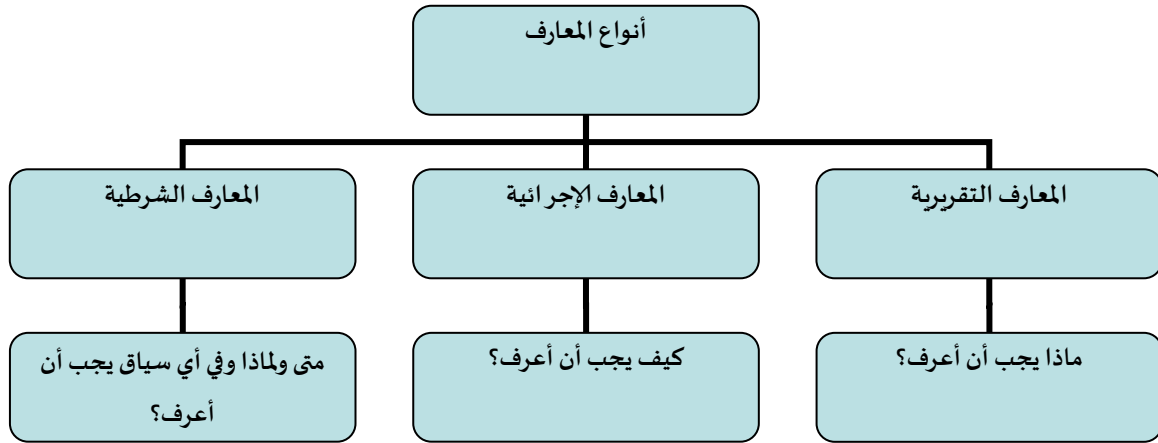 أنواع المعارف
المعارف التقريرية
المعارف الإجرائية
المعارف الشرطية
ماذا يجب أن أعرف؟
كيف يجب أن أعرف؟
متى ولماذا وفي أي سياق يجب أن
أعرف؟